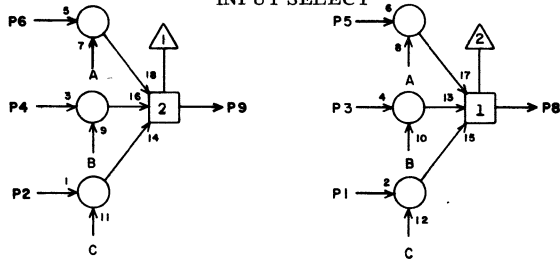 INPUT SELECT
P6 5 7 A 18 1
P4 3 9 B 16 2 P9
P2 1 11 C 14
P5 6 8 A 17 2
P3 4 10 B 13 1 P8
P1 2 12 C 15